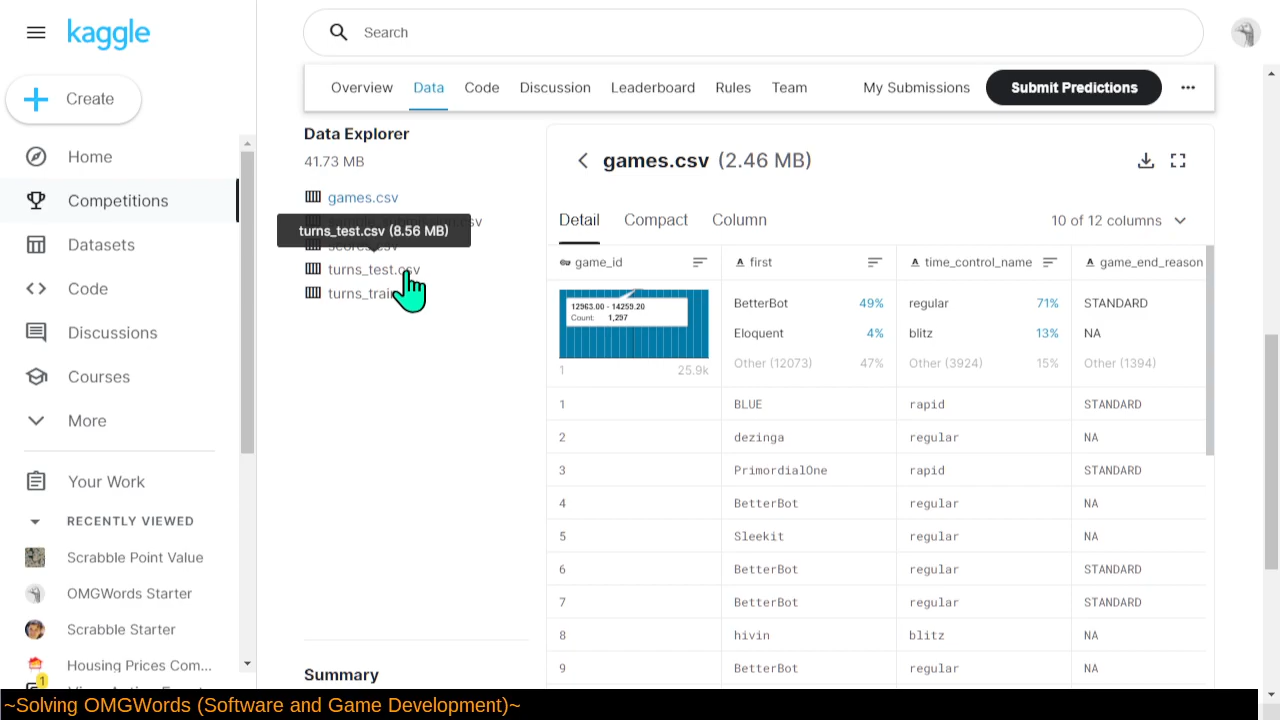 kaggle
Search
Create
Home
Competitions
Datasets
Code
Discussions
Courses
More
Your Work
RECENTLY VIEWED
Scrabble Point Value
OMGWords Starter
Scrabble Starter
Housing Prices Com...
1
Overview
Data
Code
Discussion
Leaderboard
Rules
Team
My Submissions
Submit Predictions
Data Explorer
41.73 MB
games.csv
turns_test.csv (8.56 MB)
scores.csv
turns_test.csv
Summary
games.csv (2.46 MB)
Detail Compact Column 10 of 12 columns
game_id first time_control_name game_end_reason
12963.00 - 14259.20
Count: 1,297
1 25.9k
BetterBot 49%
Eloquent 4%
Other (12073) 47%
regular 71%
blitz 13%
Other (3924) 15%
STANDARD
NA
Other (1394)
1 BLUE rapid STANDARD
2 dezinga regular NA
3 PrimordialOne rapid STANDARD
4 BetterBot regular NA
5 Sleekit regular NA
6 BetterBot regular STANDARD
7 BetterBot regular STANDARD
8 hivin blitz NA
9 BetterBot regular NA
~Solving OMGWords (Software and Game Development)~